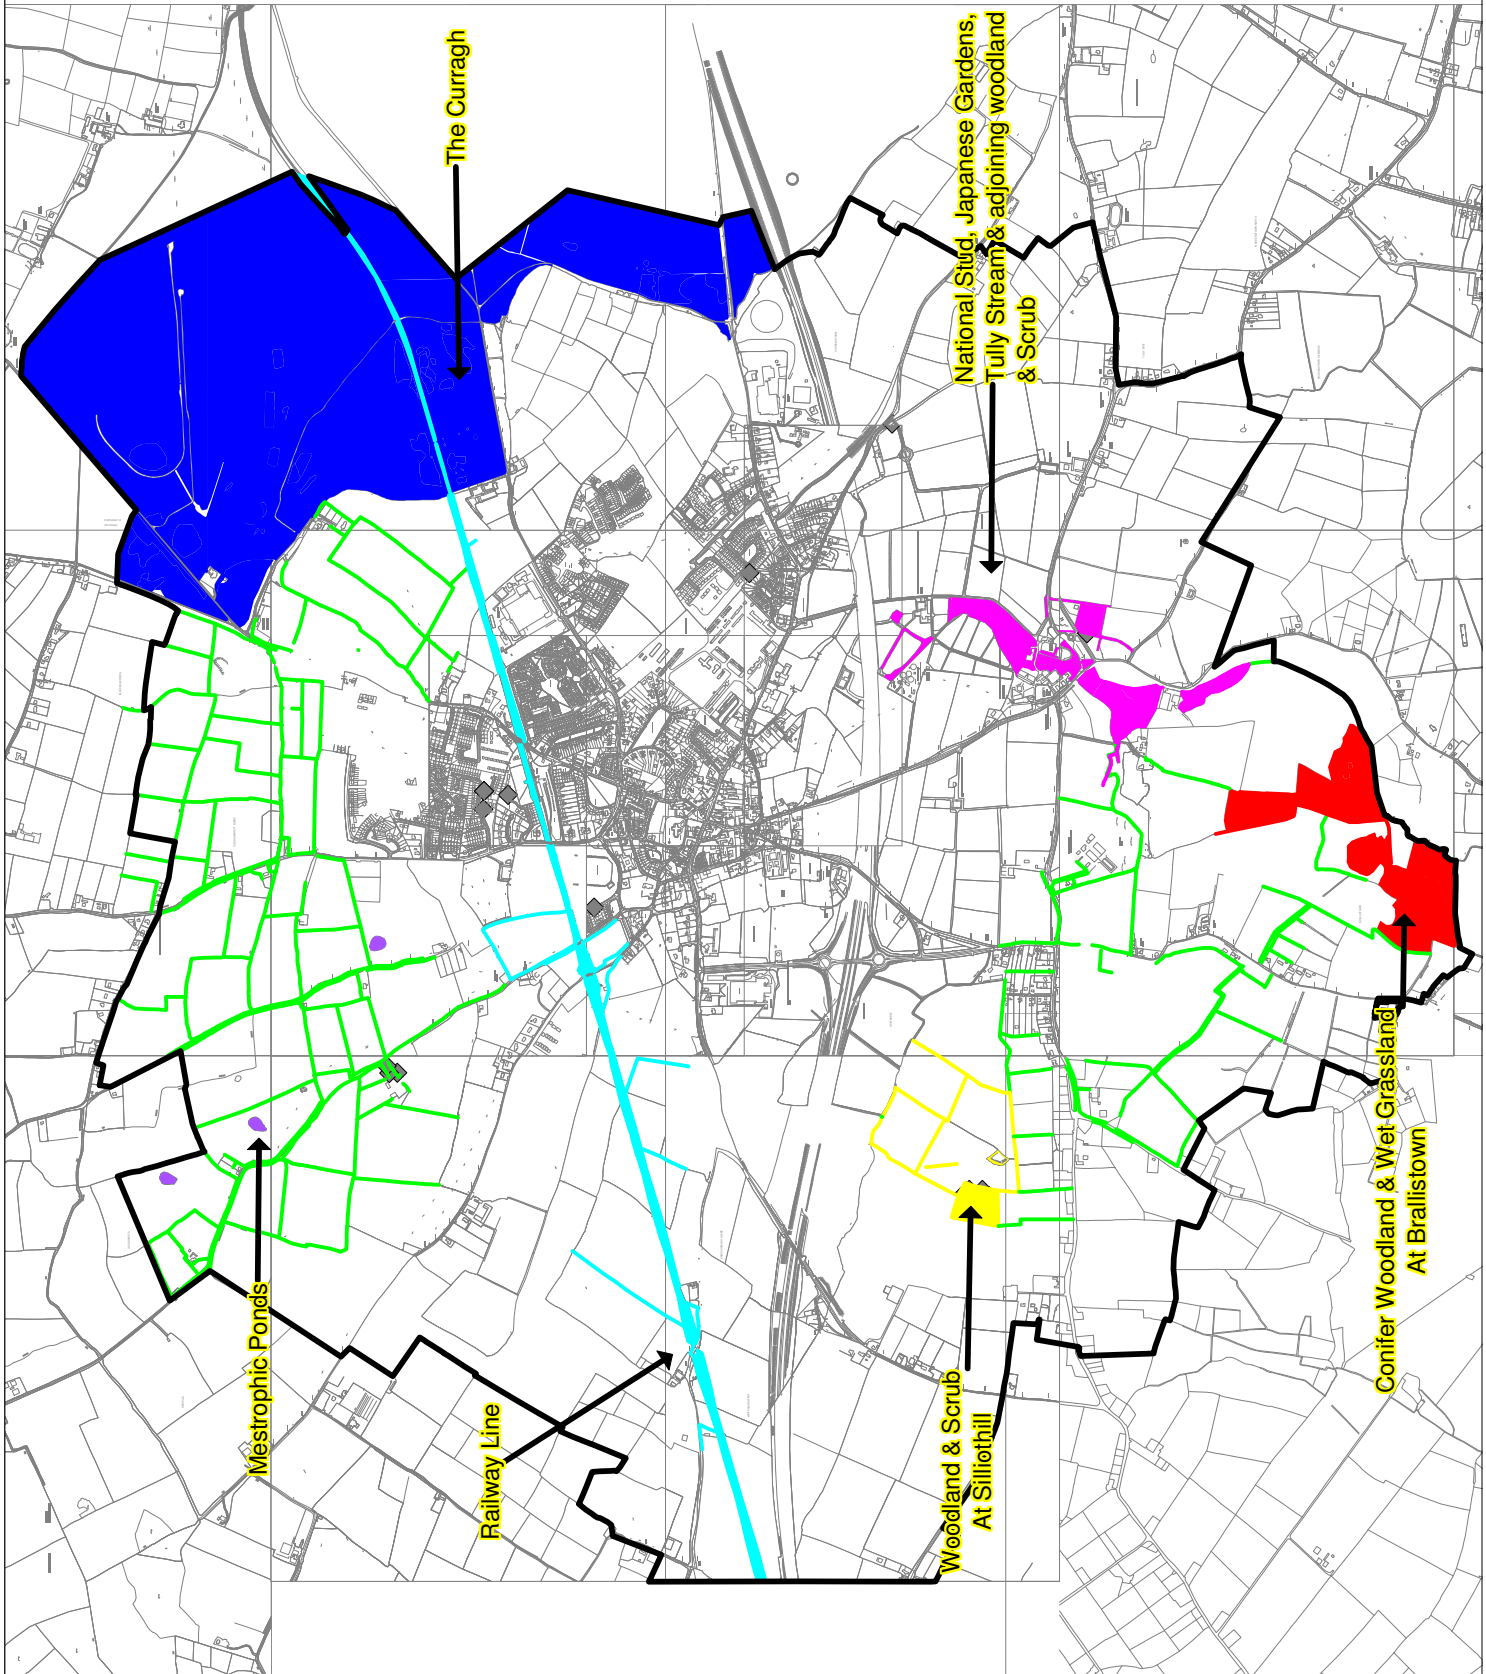 The Curragh
National Stud, Japanese Gardens,
Tully Stream & adjoining woodland
& Scrub
Mestrophic Ponds
Railway Line
Woodland & Scrub
At Silliothill
Conifer Woodland & Wet Grassland
At Brallistown